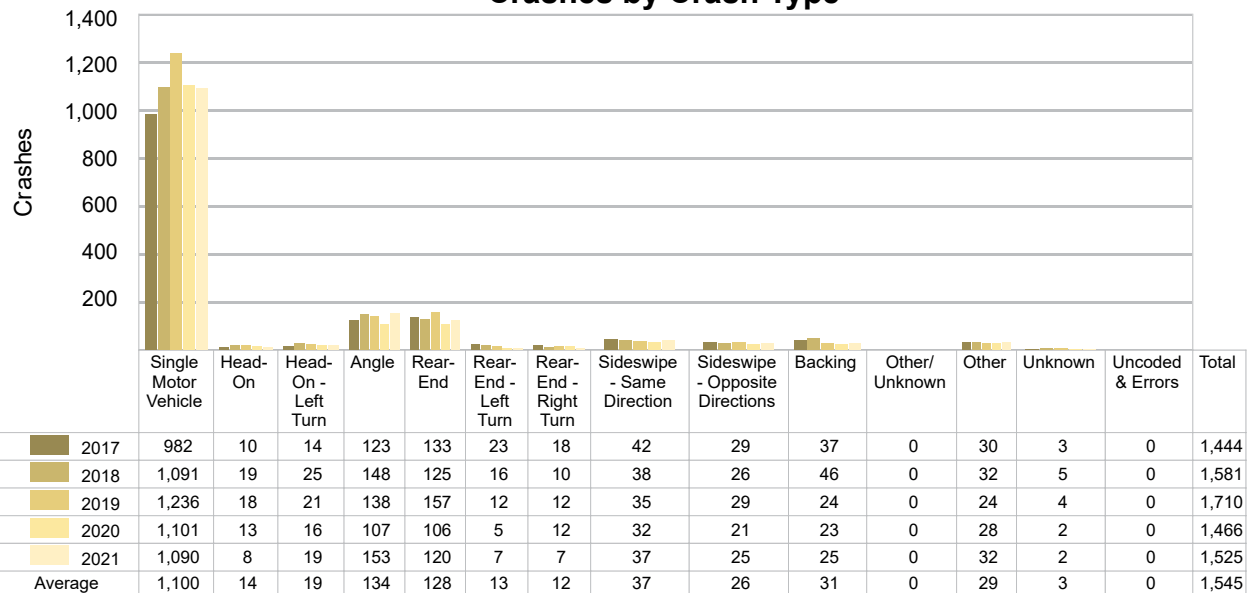 Crashes by Crash Type
1,400
1,200
1,000
800
600
400
200
Crashes
Single Motor Vehicle Head-On Head-On - Left Turn Angle Rear-End Rear-End - Left Turn Rear-End - Right Turn Sideswipe - Same Direction Sideswipe - Opposite Directions Backing Other/Unknown Other Unknown Uncoded & Errors Total
2017 982 10 14 123 133 23 18 42 29 37 0 30 3 0 1,444
2018 1,091 19 25 148 125 16 10 38 26 46 0 32 5 0 1,581
2019 1,236 18 21 138 157 12 12 35 29 24 0 24 4 0 1,710
2020 1,101 13 16 107 106 5 12 32 21 23 0 28 2 0 1,466
2021 1,090 8 19 153 120 7 7 37 25 25 0 32 2 0 1,525
Average 1,100 14 19 134 128 13 12 37 26 31 0 29 3 0 1,545